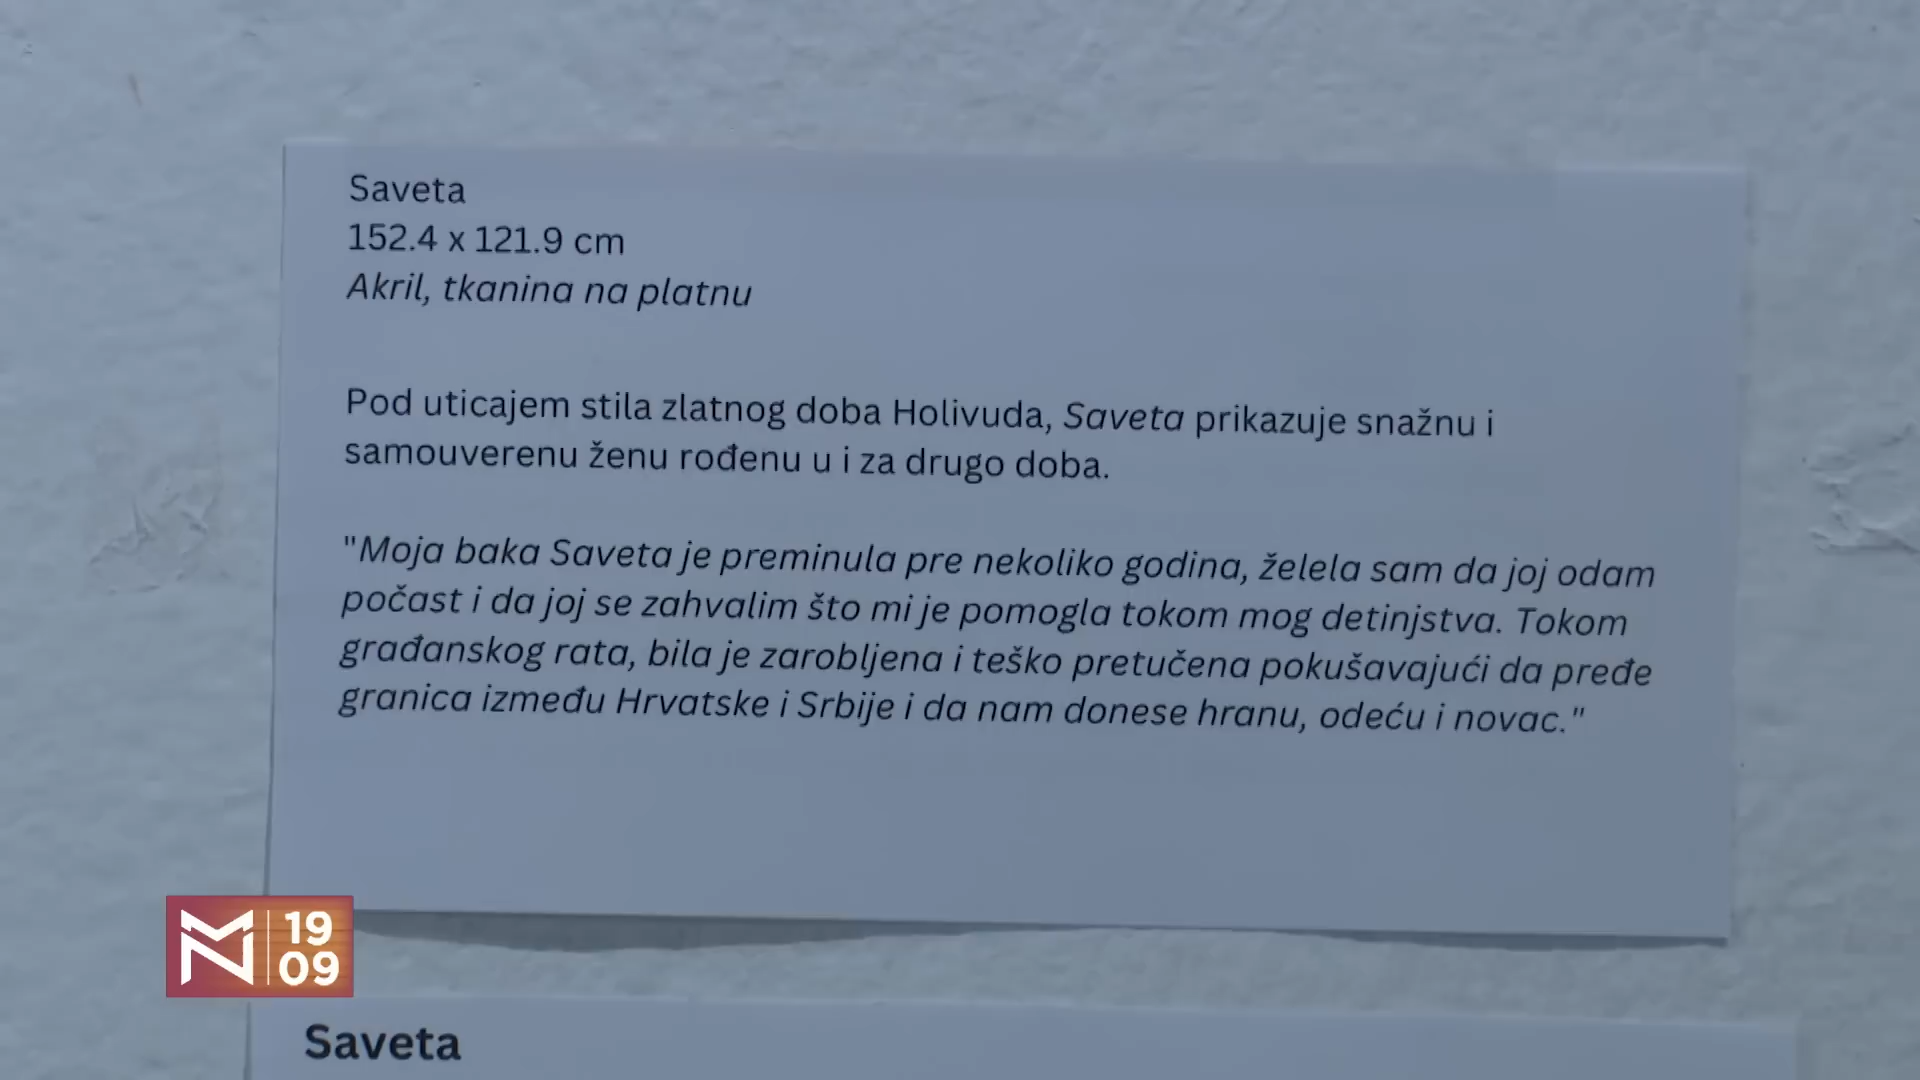 Saveta
152.4 x 121.9 cm
Akril, tkanina na platnu
Pod uticajem stila zlatnog doba Holivuda, Saveta prikazuje snažnu i
samouverenu ženu rođenu u i za drugo doba.
"Moja baka Saveta je preminula pre nekoliko godina, želela sam da joj odam
počast i da joj se zahvalim što mi je pomogla tokom mog detinjstva. Tokom
građanskog rata, bila je zarobljena i teško pretučena pokušavajući da pređe
granica između Hrvatske i Srbije i da nam donese hranu, odeću i novac."
19
09
Saveta